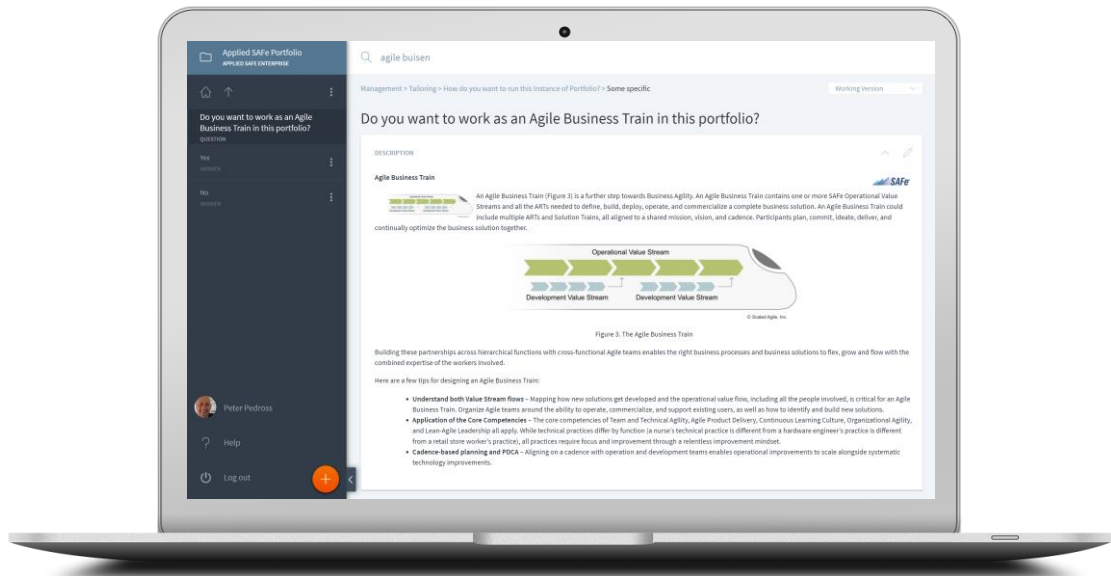 Applied SAFe Portfolio
APPLIED SAFE ENTERPRISE
agile buisen
Management > Tailoring > How do you want to run this Instance of Portfolio? > Some specific
Working Version
Do you want to work as an Agile
Business Train in this portfolio?
QUESTION
Yes
ANSWER
No
ANSWER
Peter Pedross
Help
Log out
Do you want to work as an Agile Business Train in this portfolio?
DESCRIPTION
Agile Business Train
SAFe
An Agile Business Train (Figure 3) is a further step towards Business Agility. An Agile Business Train contains one or more SAFe Operational Value
Streams and all the ARTs needed to define, build, deploy, operate, and commercialize a complete business solution. An Agile Business Train could
include multiple ARTs and Solution Trains, all aligned to a shared mission, vision, and cadence. Participants plan, commit, ideate, deliver, and
continually optimize the business solution together.
Operational Value Stream
Development Value Stream
Development Value Stream
© Scaled Agile, Inc.
Figure 3. The Agile Business Train
Building these partnerships across hierarchical functions with cross-functional Agile teams enables the right business processes and business solutions to flex, grow and flow with the
combined expertise of the workers involved.
Here are a few tips for designing an Agile Business Train:
• Understand both Value Stream flows – Mapping how new solutions get developed and the operational value flow, including all the people involved, is critical for an Agile
Business Train. Organize Agile teams around the ability to operate, commercialize, and support existing users, as well as how to identify and build new solutions.
• Application of the Core Competencies – The core competencies of Team and Technical Agility, Agile Product Delivery, Continuous Learning Culture, Organizational Agility,
and Lean-Agile Leadership all apply. While technical practices differ by function (a nurse's technical practice is different from a hardware engineer's practice is different
from a retail store worker's practice), all practices require focus and improvement through a relentless improvement mindset.
• Cadence-based planning and PDCA – Aligning on a cadence with operation and development teams enables operational improvements to scale alongside systematic
technology improvements.